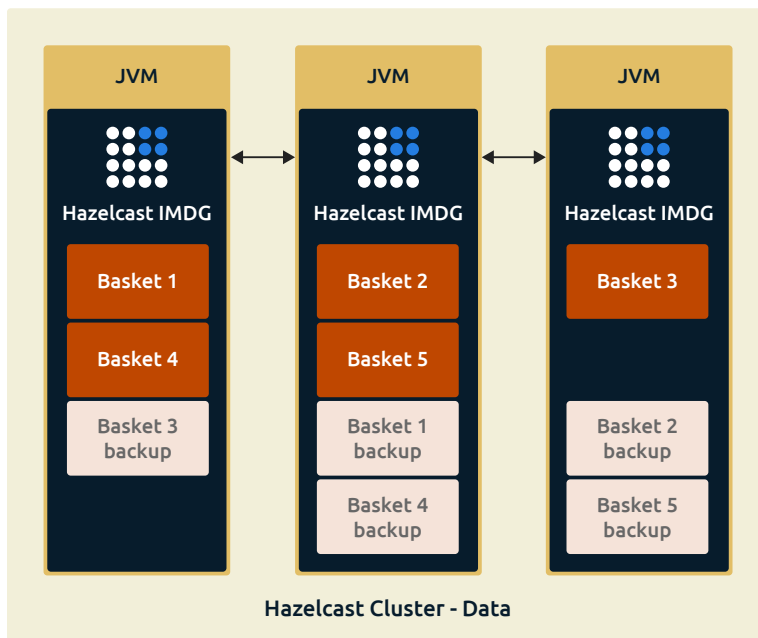 JVM
Hazelcast IMDG
Basket 1
Basket 4
Basket 3
backup
JVM
Hazelcast IMDG
Basket 2
Basket 5
Basket 1
backup
Basket 4
backup
JVM
Hazelcast IMDG
Basket 3
Basket 2
backup
Basket 5
backup
Hazelcast Cluster - Data